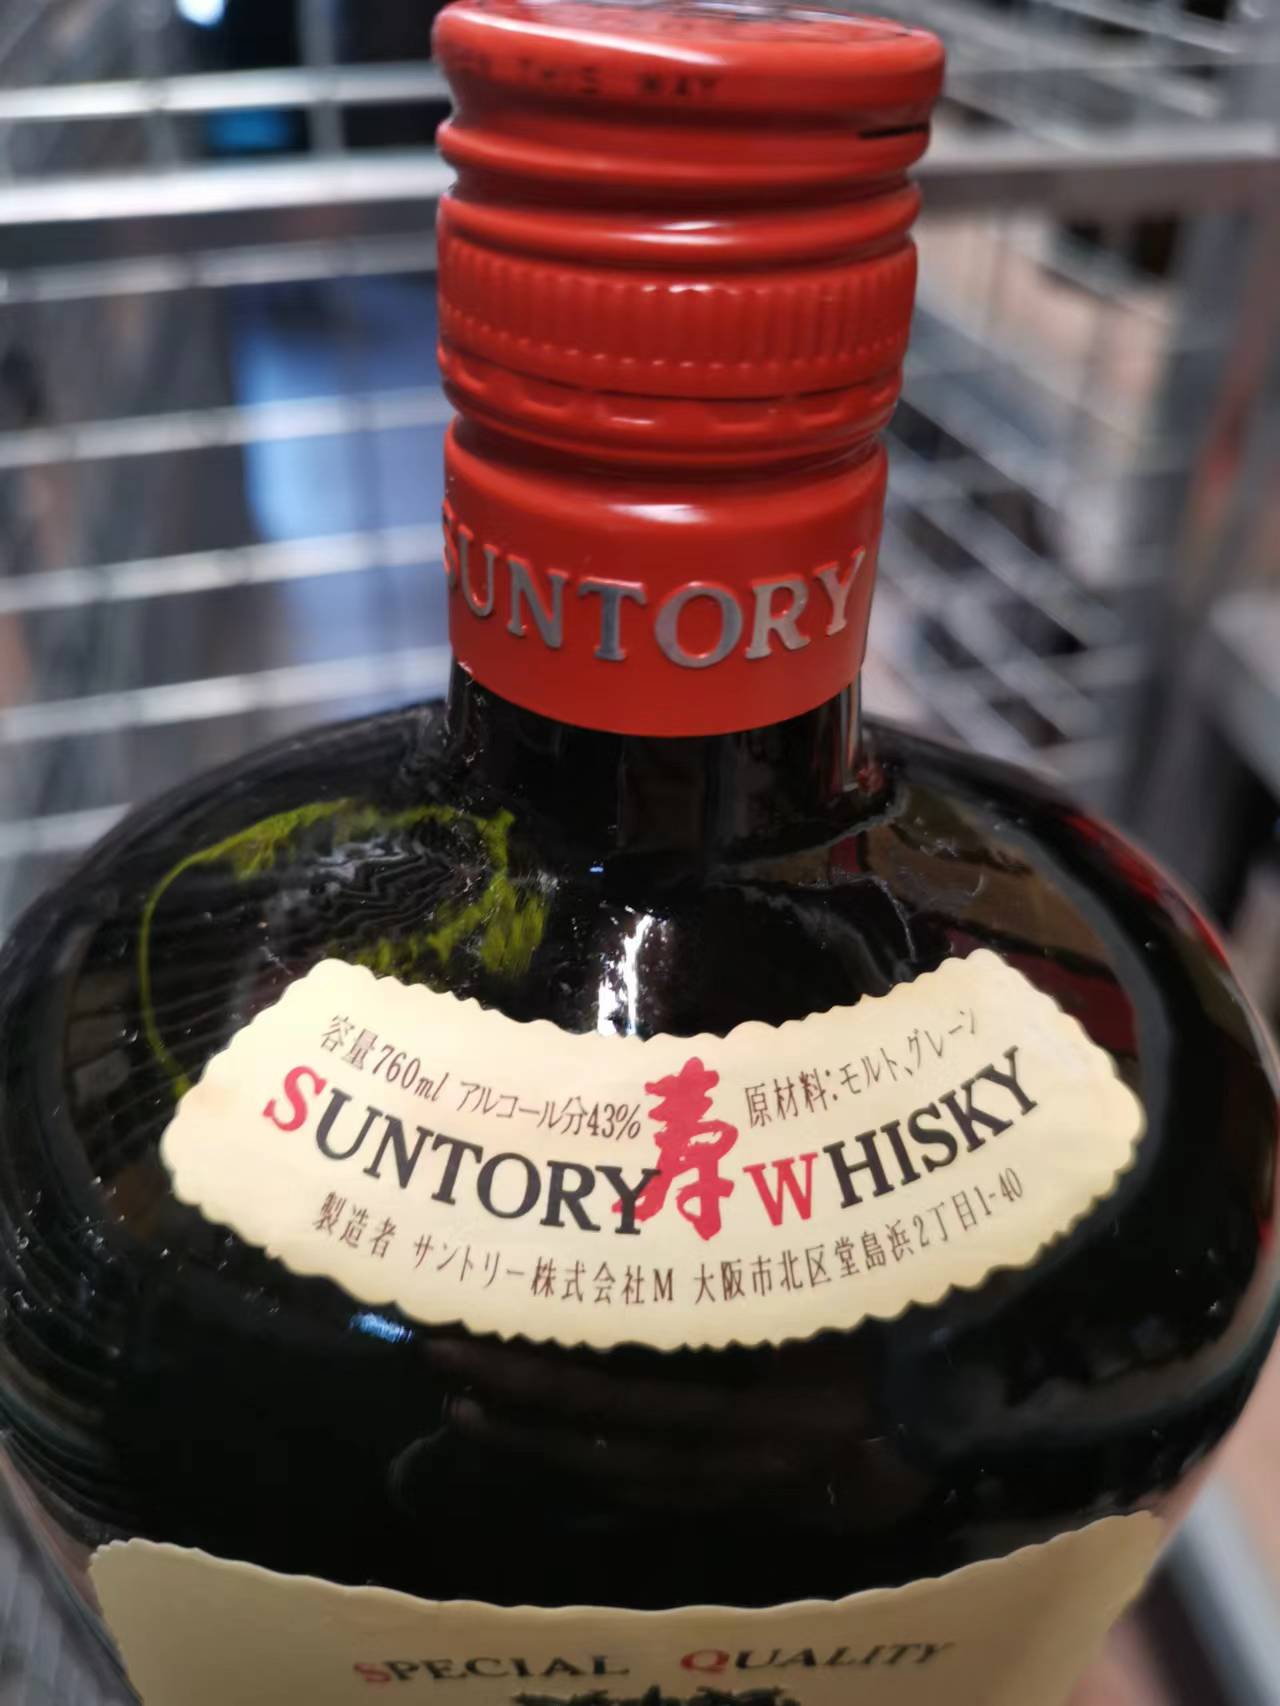 THIS WAY
SUNTORY
容量760ml アルコール分43%
原材料:モルト、グレーン
SUNTORY 寿 WHISKY
製造者 サントリー株式会社M 大阪市北区堂島浜2丁目1-40
SPECIAL QUALITY